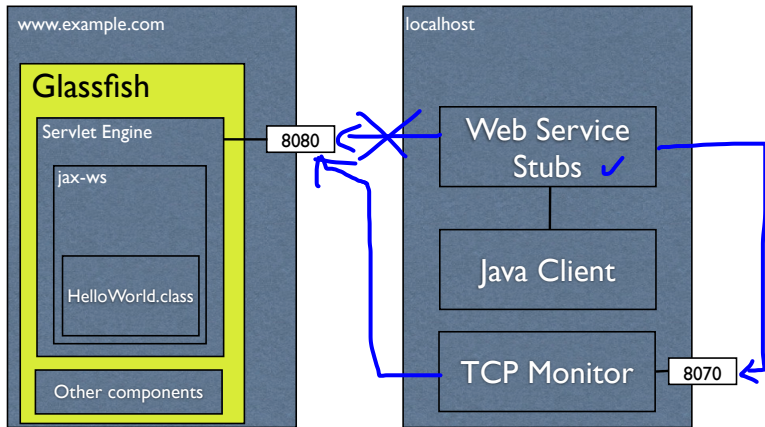 www.example.com
Glassfish
Servlet Engine
jax-ws
HelloWorld.class
Other components
8080
localhost
Web Service
Stubs
Java Client
TCP Monitor
8070